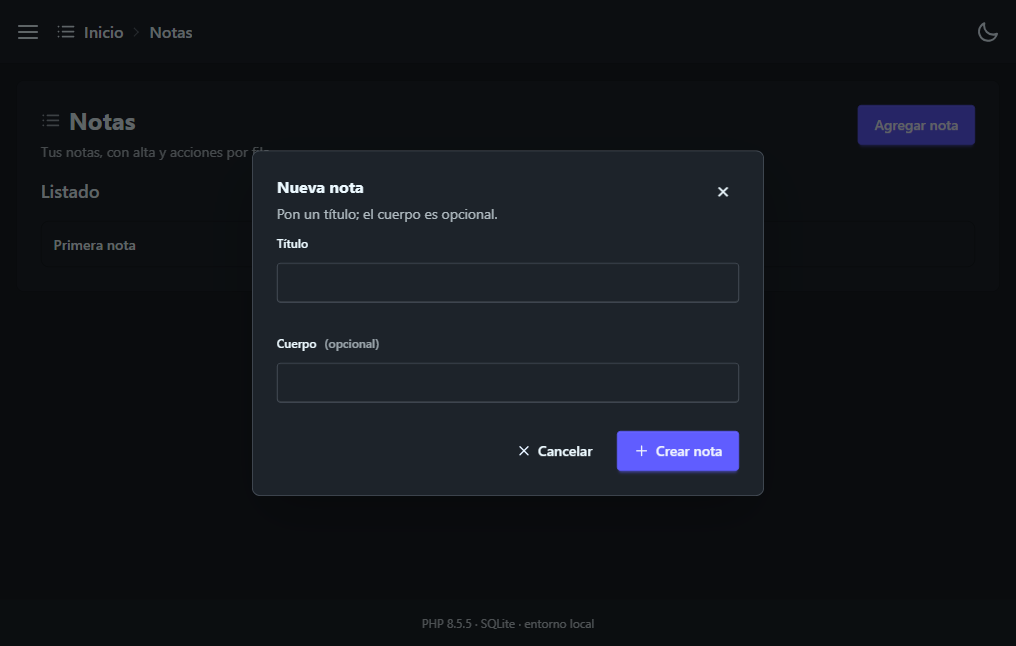 Inicio > Notas
Notas
Agregar nota
Tus notas, con alta y acciones por
Listado
Primera nota
Nueva nota
Pon un título; el cuerpo es opcional.
Título
Cuerpo (opcional)
Cancelar
Crear nota
PHP 8.5.5 · SQLite · entorno local